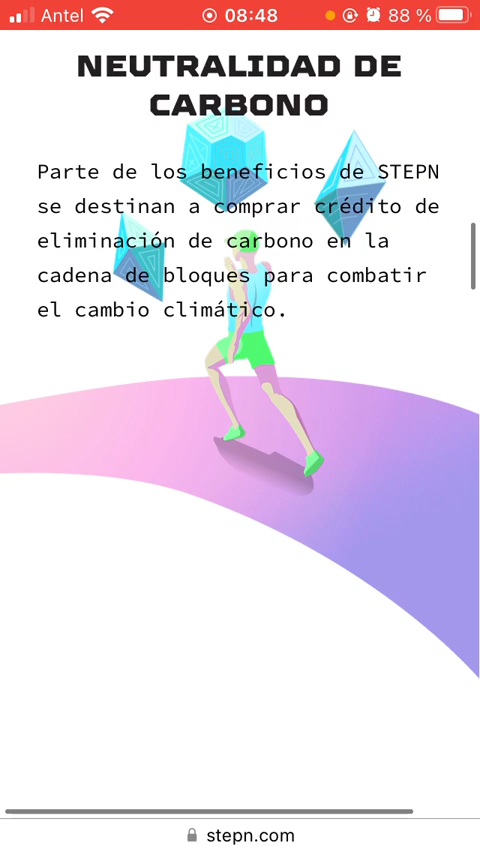 Antel 08:48 88 %
NEUTRALIDAD DE
CARBONO
Parte de los beneficios de STEPN
se destinan a comprar crédito de
eliminación de carbono en la
cadena de bloques para combatir
el cambio climático.
stepn.com